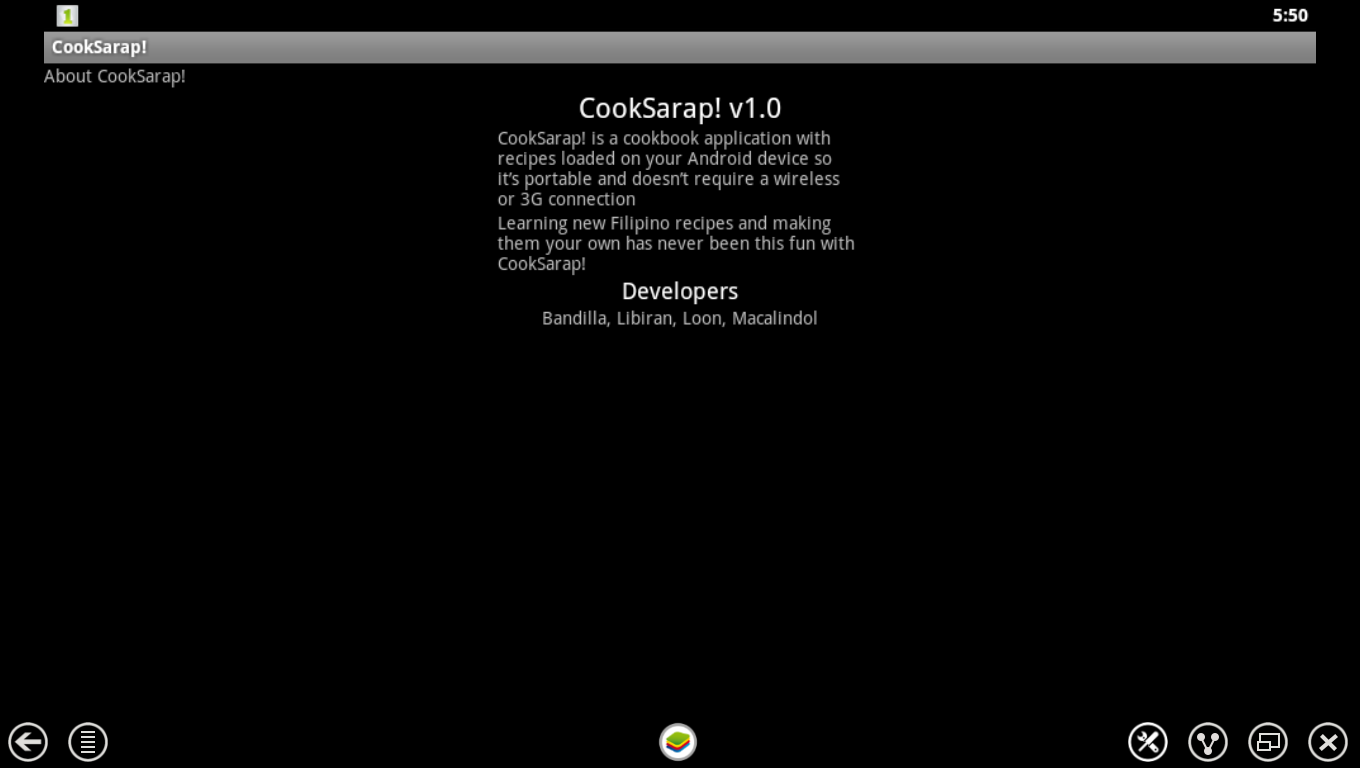 1
5:50
CookSarap!
About CookSarap!
CookSarap! v1.0
CookSarap! is a cookbook application with
recipes loaded on your Android device so
it's portable and doesn't require a wireless
or 3G connection
Learning new Filipino recipes and making
them your own has never been this fun with
CookSarap!
Developers
Bandilla, Libiran, Loon, Macalindol